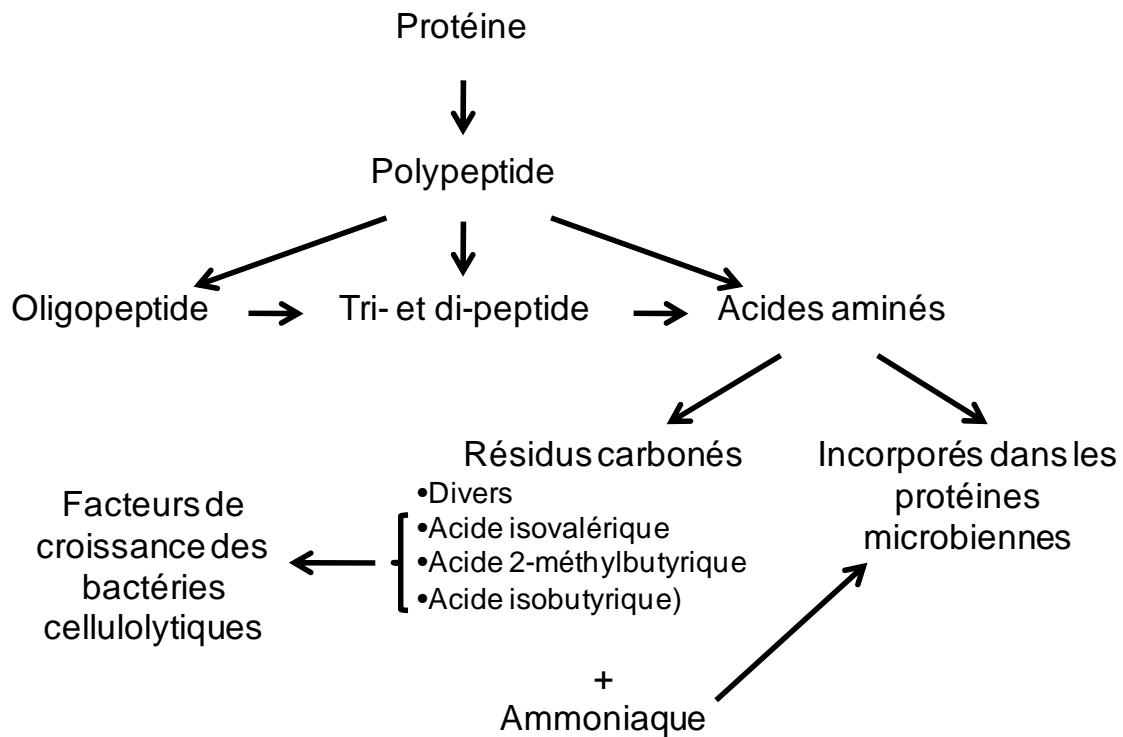 Protéine
Polypeptide
Oligopeptide
Tri- et di-peptide
Acides aminés
Résidus carbonés
•Divers
•Acide isovalérique
•Acide 2-méthylbutyrique
•Acide isobutyrique)
Incorporés dans les
protéines
microbiennes
Facteurs de
croissance des
bactéries
cellulolytiques
+
Ammoniaque